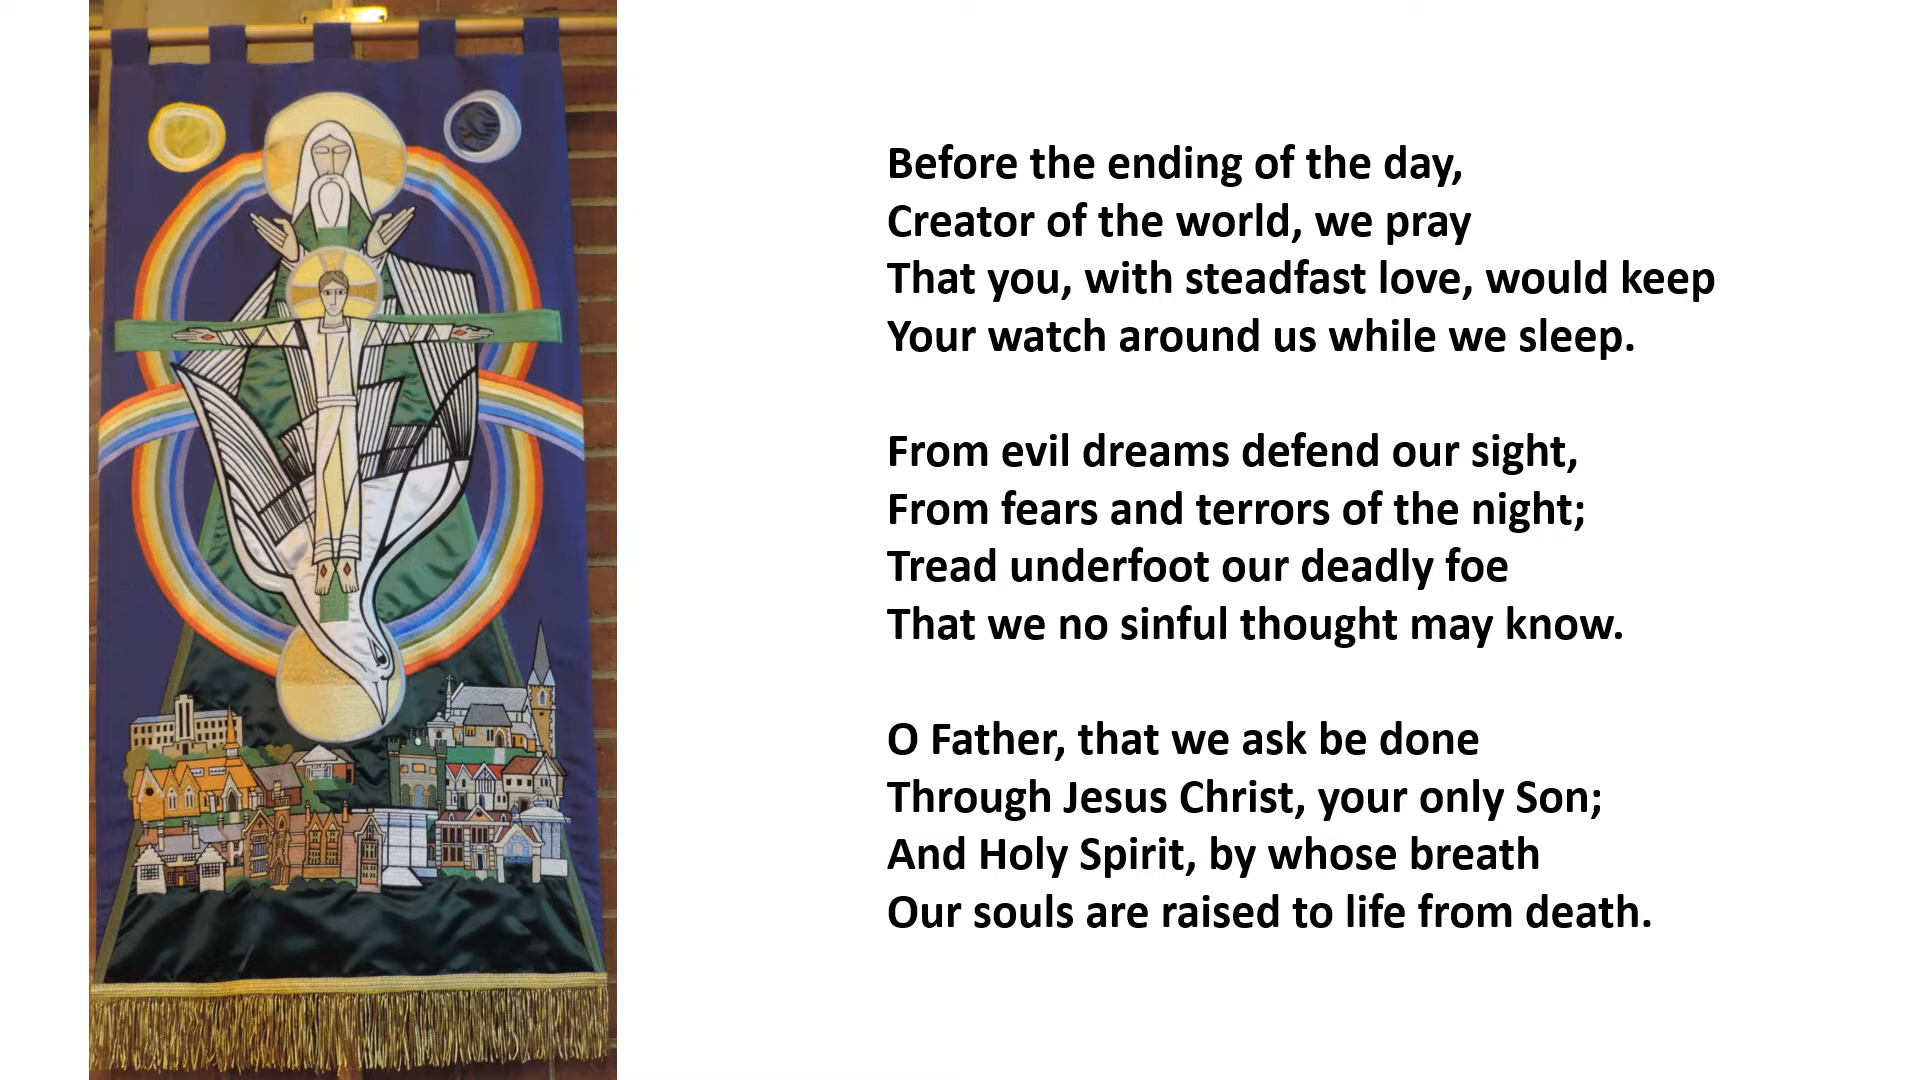 Before the ending of the day,
Creator of the world, we pray
That you, with steadfast love, would keep
Your watch around us while we sleep.
From evil dreams defend our sight,
From fears and terrors of the night;
Tread underfoot our deadly foe
That we no sinful thought may know.
O Father, that we ask be done
Through Jesus Christ, your only Son;
And Holy Spirit, by whose breath
Our souls are raised to life from death.